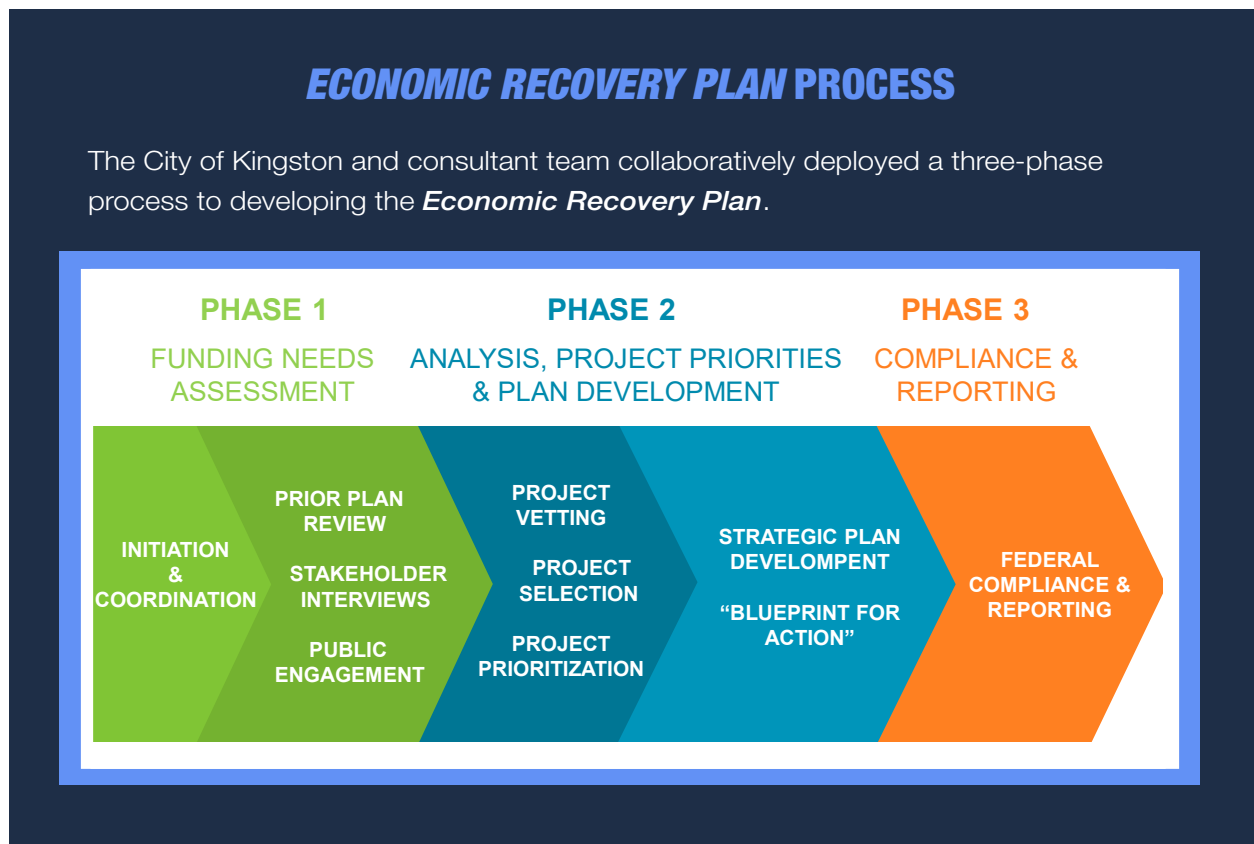 ECONOMIC RECOVERY PLAN PROCESS
The City of Kingston and consultant team collaboratively deployed a three-phase
process to developing the Economic Recovery Plan.
PHASE 1
FUNDING NEEDS
ASSESSMENT
PHASE 2
ANALYSIS, PROJECT PRIORITIES
& PLAN DEVELOPMENT
PHASE 3
COMPLIANCE &
REPORTING
INITIATION
&
COORDINATION
PRIOR PLAN
REVIEW
STAKEHOLDER
INTERVIEWS
PUBLIC
ENGAGEMENT
PROJECT
VETTING
PROJECT
SELECTION
PROJECT
PRIORITIZATION
STRATEGIC PLAN
DEVELOMPENT
“BLUEPRINT FOR
ACTION”
FEDERAL
COMPLIANCE &
REPORTING